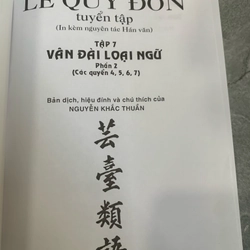 LÊ QUÝ ĐÔN
tuyển tập
(In kèm nguyên tác Hán văn)
TẬP 7
VÂN ĐÀI LOẠI NGỮ
Phần 2
(Các quyển 4, 5, 6, 7)
Bản dịch, hiệu đính và chú thích của
NGUYỄN KHẮC THUẦN
芸
臺
類
語